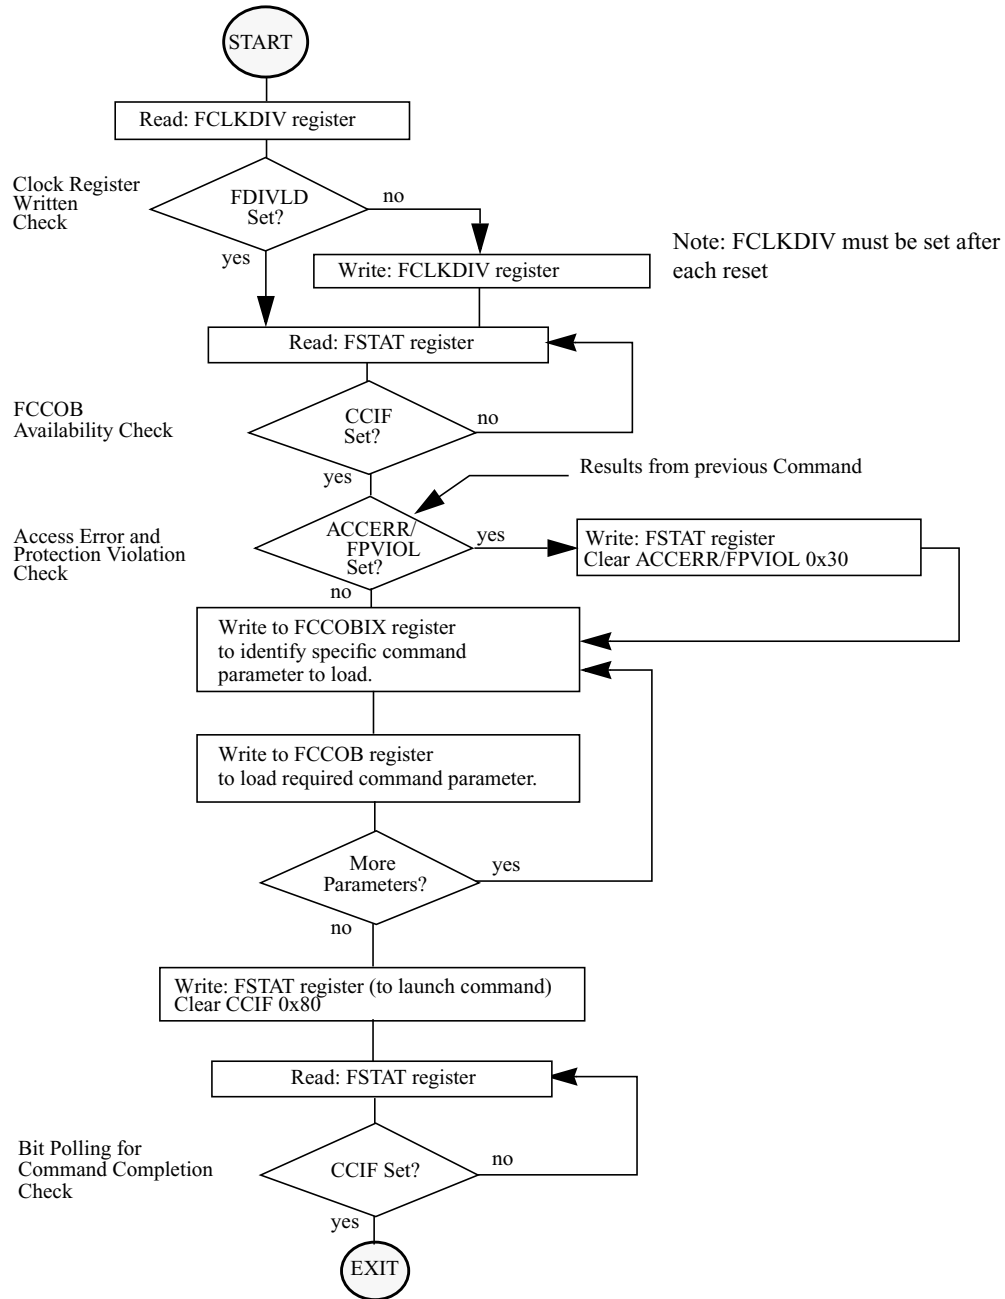 START
Read: FCLKDIV register
Clock Register
Written
Check
FDIVLD
Set?
no
yes
Write: FCLKDIV register
Note: FCLKDIV must be set after
each reset
Read: FSTAT register
FCCOB
Availability Check
CCIF
Set?
no
yes
Results from previous Command
Access Error and
Protection Violation
Check
ACCERR/
FPVIOL
Set?
yes
no
Write: FSTAT register
Clear ACCERR/FPVIOL 0x30
Write to FCCOBIX register
to identify specific command
parameter to load.
Write to FCCOB register
to load required command parameter.
More
Parameters?
yes
no
Write: FSTAT register (to launch command)
Clear CCIF 0x80
Read: FSTAT register
Bit Polling for
Command Completion
Check
CCIF Set?
no
yes
EXIT